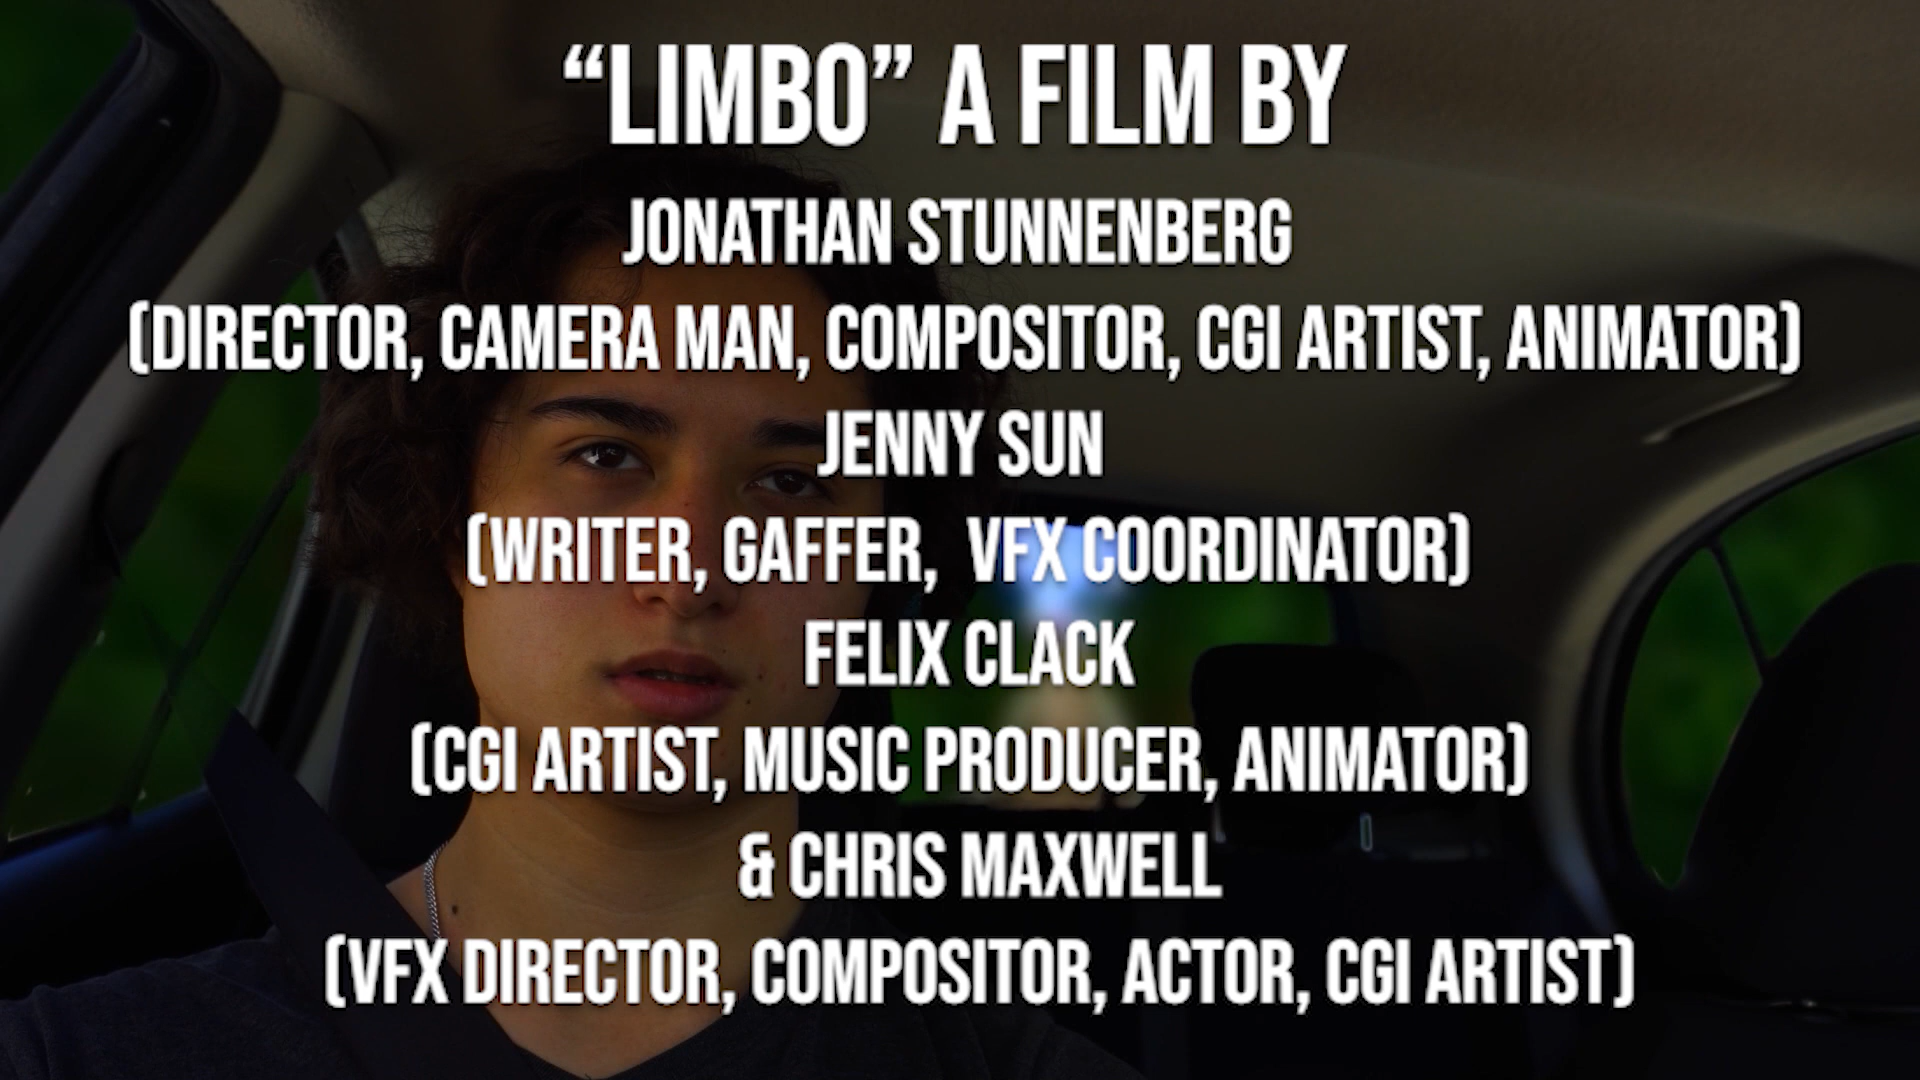 “LIMBO” A FILM BY
JONATHAN STUNNENBERG
(DIRECTOR, CAMERA MAN, COMPOSITOR, CGI ARTIST, ANIMATOR)
JENNY SUN
(WRITER, GAFFER, VFX COORDINATOR)
FELIX CLACK
(CGI ARTIST, MUSIC PRODUCER, ANIMATOR)
& CHRIS MAXWELL
(VFX DIRECTOR, COMPOSITOR, ACTOR, CGI ARTIST)